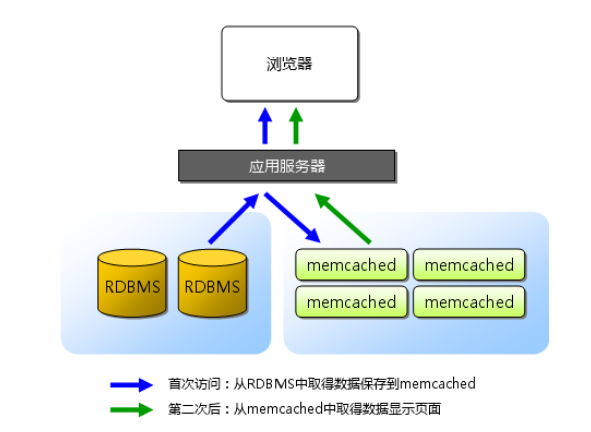 浏览器
应用服务器
RDBMS RDBMS
memcached memcached
memcached memcached
首次访问：从RDBMS中取得数据保存到memcached
第二次后：从memcached中取得数据显示页面